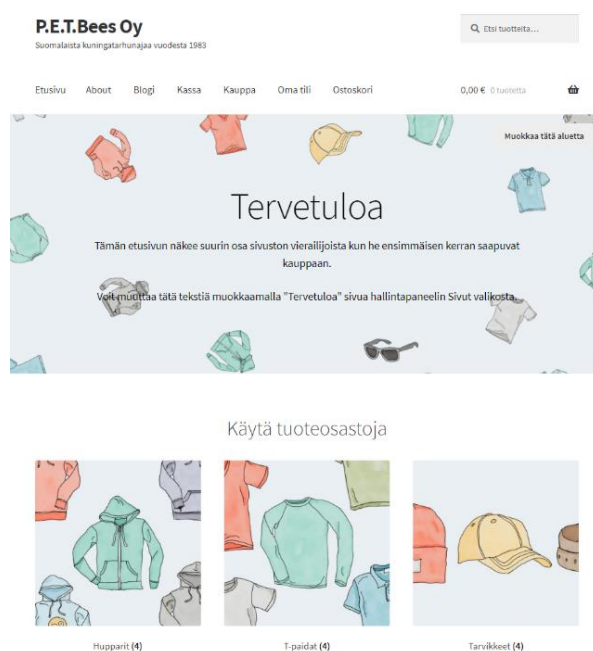 P.E.T.Bees Oy
Suomalaista kuningatarhunajaa vuodesta 1983
Etsi tuotteita…
Etusivu About Blogi Kassa Kauppa Oma tili Ostoskori 0,00 € 0 tuotetta
Muokkaa tätä aluetta
Tervetuloa
Tämän etusivun näkee suurin osa sivuston vierailijoista kun he ensimmäisen kerran saapuvat
kauppaan.
Voit muuttaa tätä tekstiä muokkaamalla "Tervetuloa" sivua hallintapaneelin Sivut valikosta.
Käytä tuoteosastoja
Hupparit (4) T-paidat (4) Tarvikkeet (4)